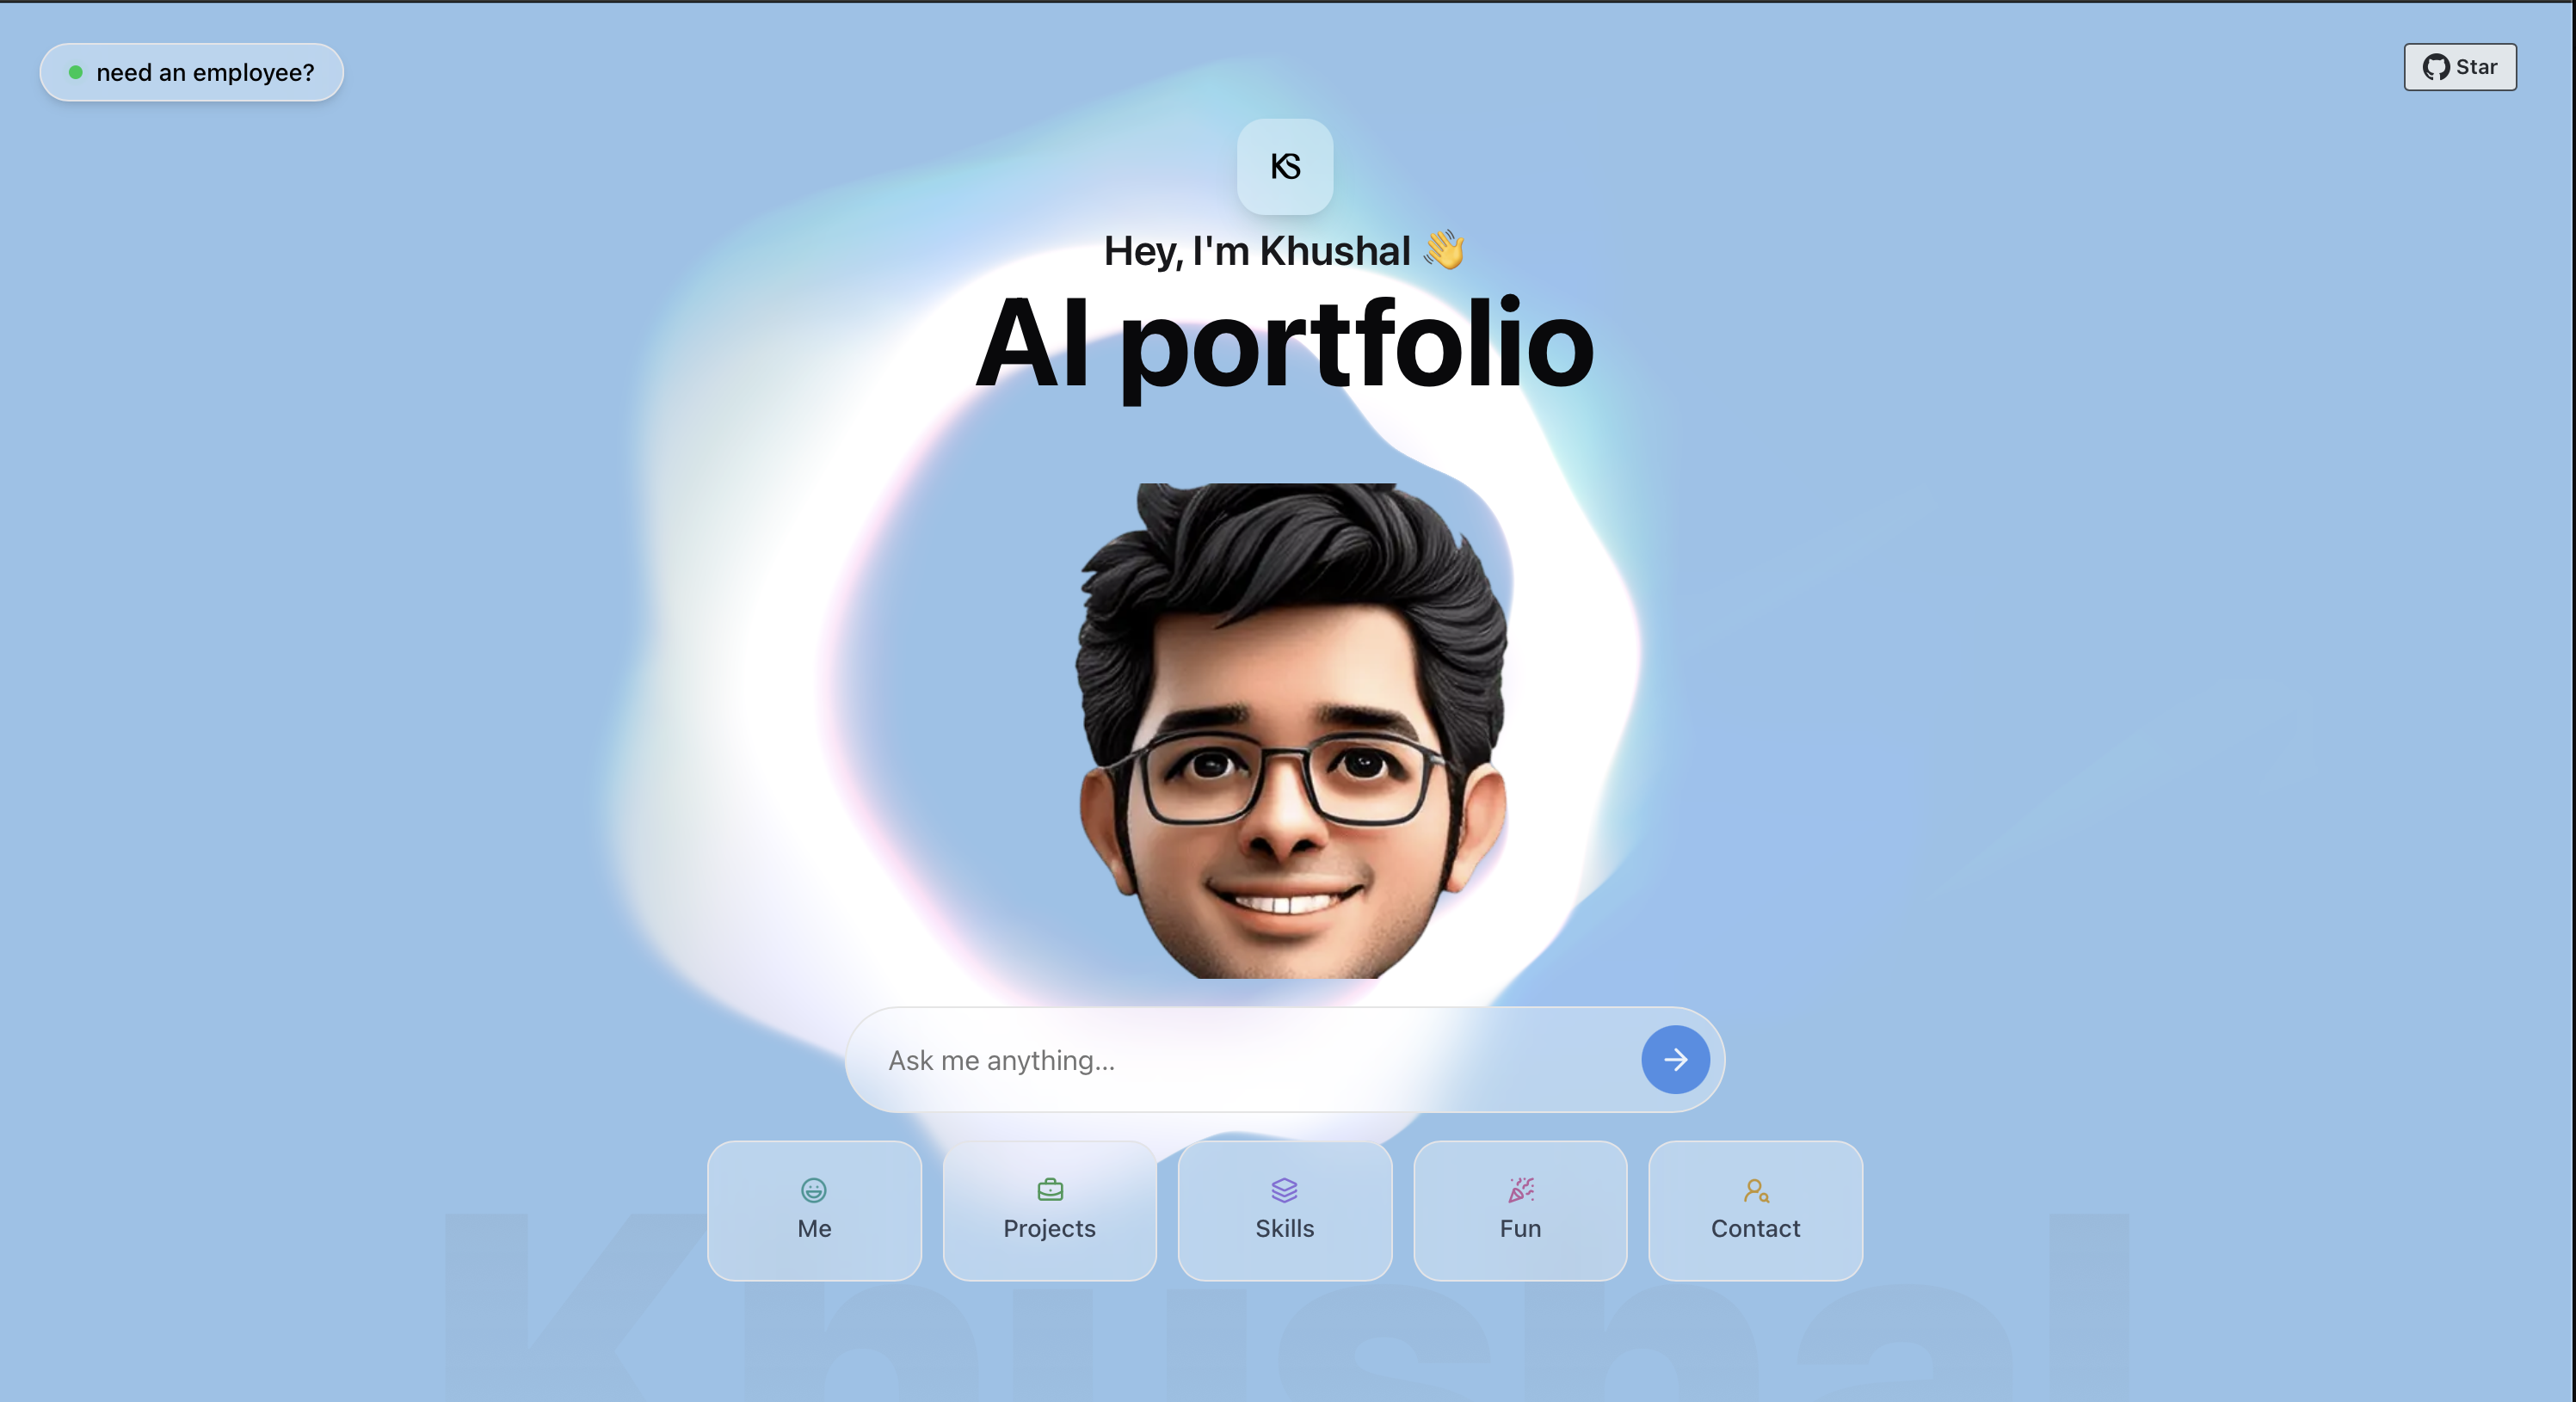 need an employee?
Star
KS
Hey, I'm Khushal 👋
AI portfolio
Ask me anything...
Me
Projects
Skills
Fun
Contact
Khushal